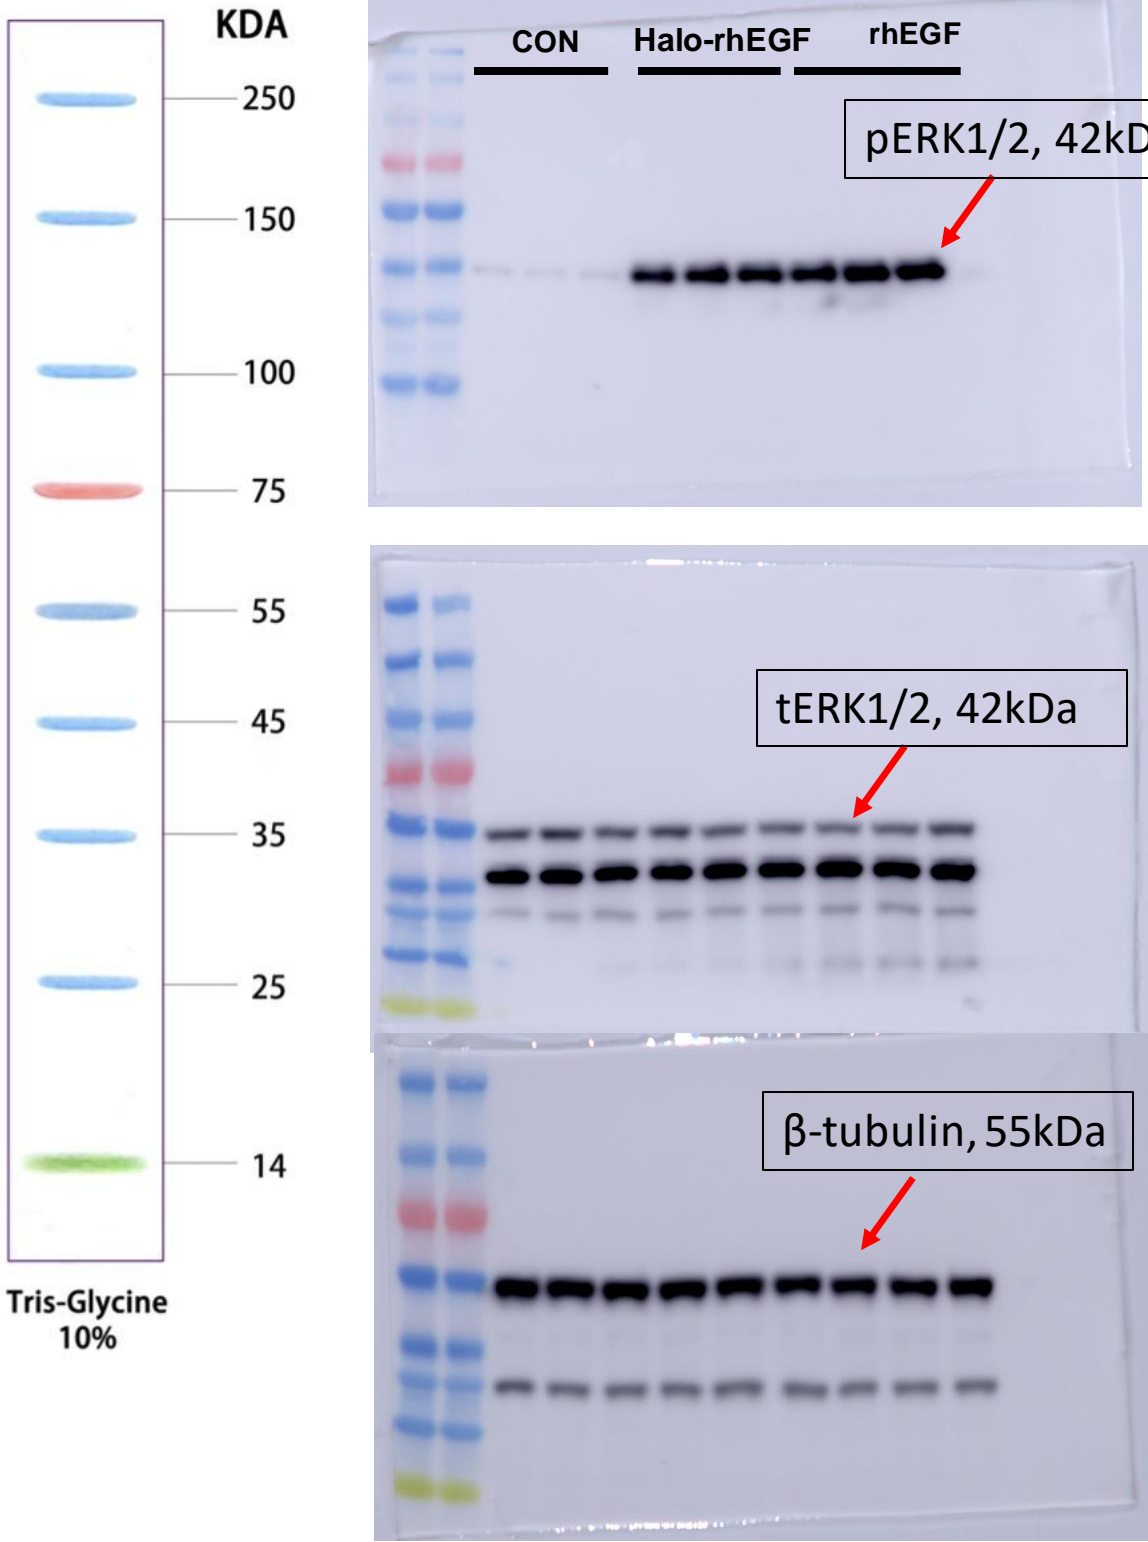 KDA
250
150
100
75
55
45
35
25
14
Tris-Glycine
10%
CON
Halo-rhEGF
rhEGF
pERK1/2, 42kD
tERK1/2, 42kDa
β-tubulin, 55kDa